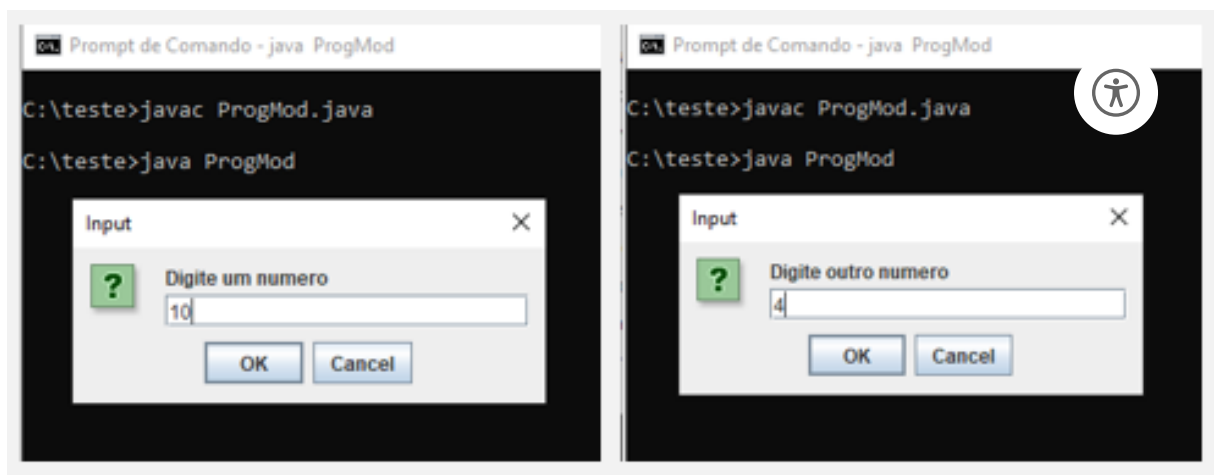 Prompt de Comando - java ProgMod
C:\teste>javac ProgMod.java
C:\teste>java ProgMod
Input
?
Digite um numero
10
OK
Cancel
Prompt de Comando - java ProgMod
C:\teste>javac ProgMod.java
C:\teste>java ProgMod
Input
?
Digite outro numero
4
OK
Cancel